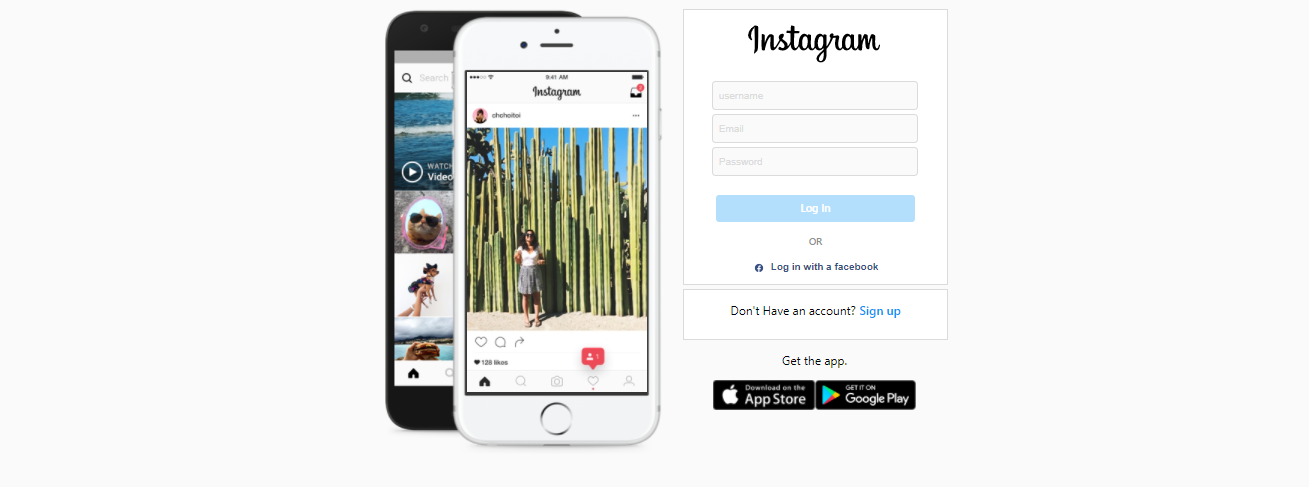 Search
WATCH
Video
9:41 AM
Instagram
2
chchoitoi
128 likes
1
Instagram
username
Email
Password
Log In
OR
Log in with a facebook
Don't Have an account? Sign up
Get the app.
Download on the
App Store
GET IT ON
Google Play